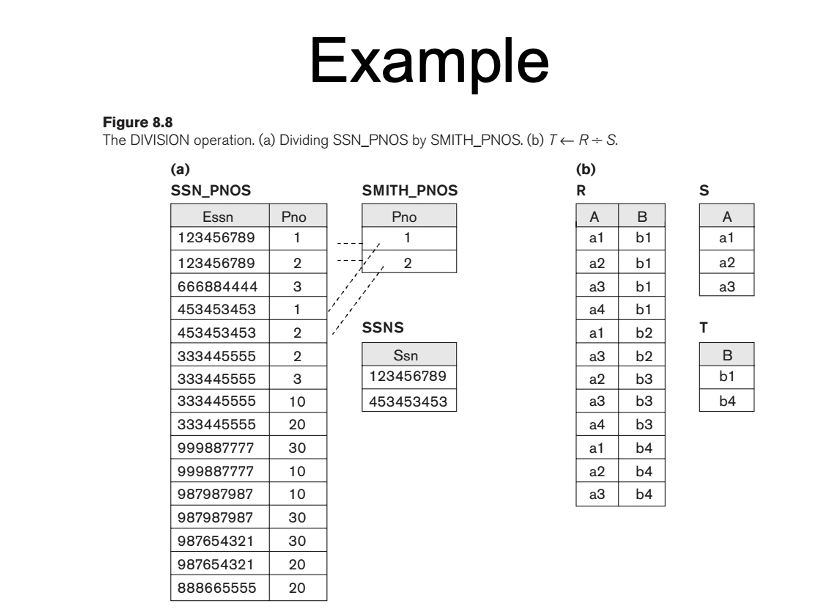 Example
Figure 8.8
The DIVISION operation. (a) Dividing SSN_PNOS by SMITH_PNOS. (b) T ← R ÷ S.
(a)
SSN_PNOS
Essn Pno
123456789 1
123456789 2
666884444 3
453453453 1
453453453 2
333445555 2
333445555 3
333445555 10
333445555 20
999887777 30
999887777 10
987987987 10
987987987 30
987654321 30
987654321 20
888665555 20
SMITH_PNOS
Pno
1
2
SSNS
Ssn
123456789
453453453
(b)
R
A B
a1 b1
a2 b1
a3 b1
a4 b1
a1 b2
a3 b2
a2 b3
a3 b3
a4 b3
a1 b4
a2 b4
a3 b4
S
A
a1
a2
a3
T
B
b1
b4